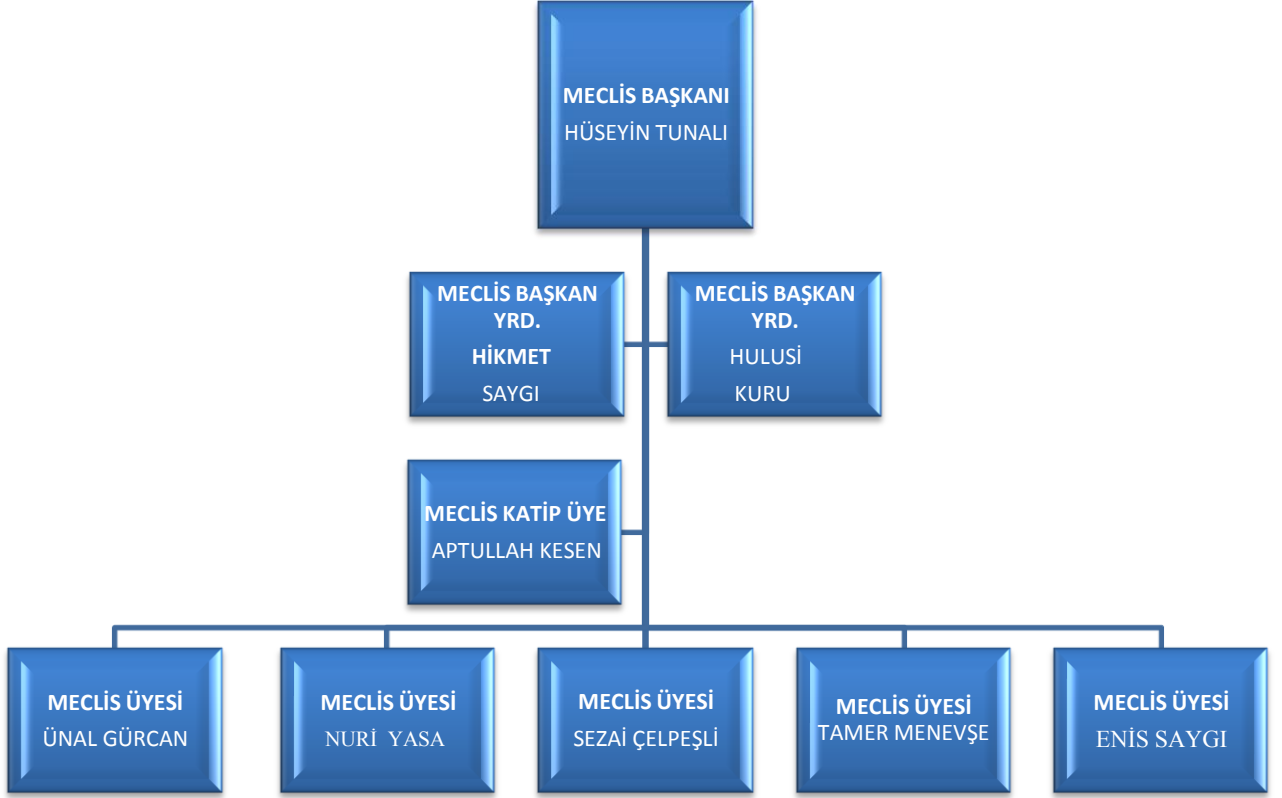 MECLİS BAŞKANI
HÜSEYİN TUNALI
MECLİS BAŞKAN
YRD.
HİKMET
SAYGI
MECLİS BAŞKAN
YRD.
HULUSİ
KURU
MECLİS KATİP ÜYE
APTULLAH KESEN
MECLİS ÜYESİ
ÜNAL GÜRCAN
MECLİS ÜYESİ
NURİ YASA
MECLİS ÜYESİ
SEZAİ ÇELPEŞLİ
MECLİS ÜYESİ
TAMER MENEVŞE
MECLİS ÜYESİ
ENİS SAYGI